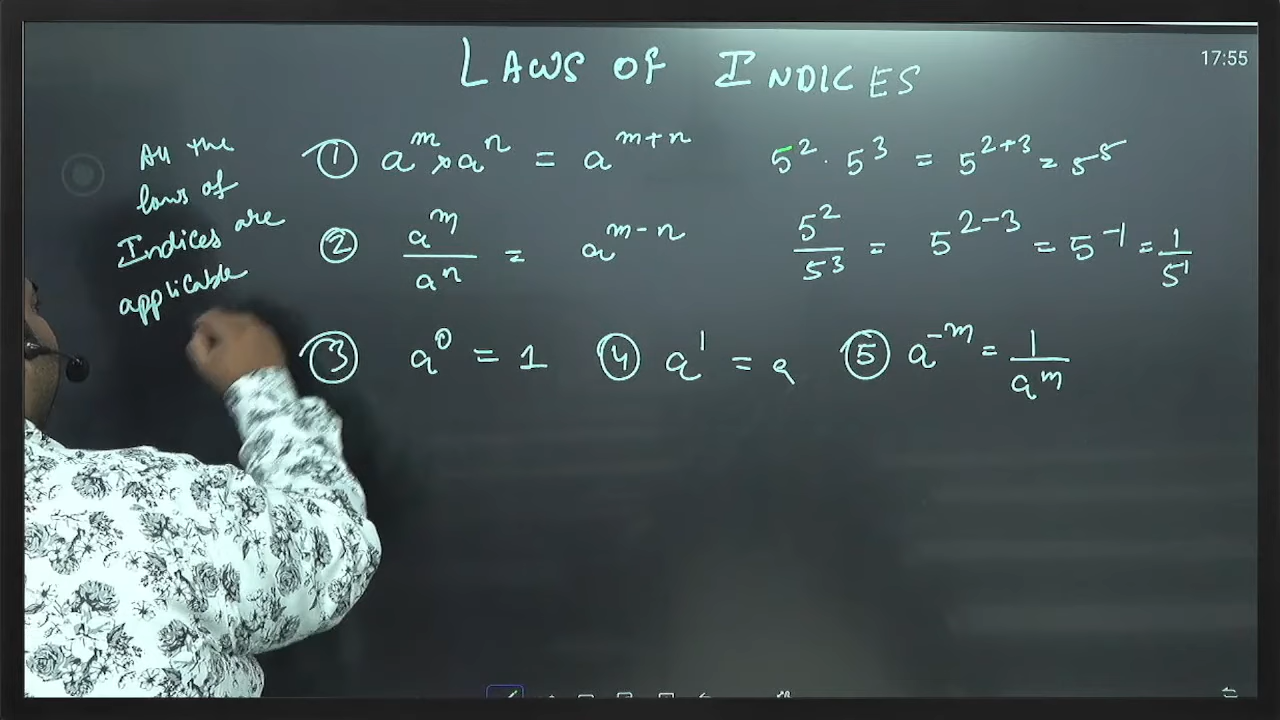 LAWS OF INDICES
17:55
All the
laws of
Indices are
applicable
① a^m × a^n = a^(m+n) 5^2 · 5^3 = 5^(2+3) = 5^5
② a^m/a^n = a^(m-n) 5^2/5^3 = 5^(2-3) = 5^(-1) = 1/5^1
③ a^0 = 1 ④ a^1 = a ⑤ a^(-m) = 1/a^m